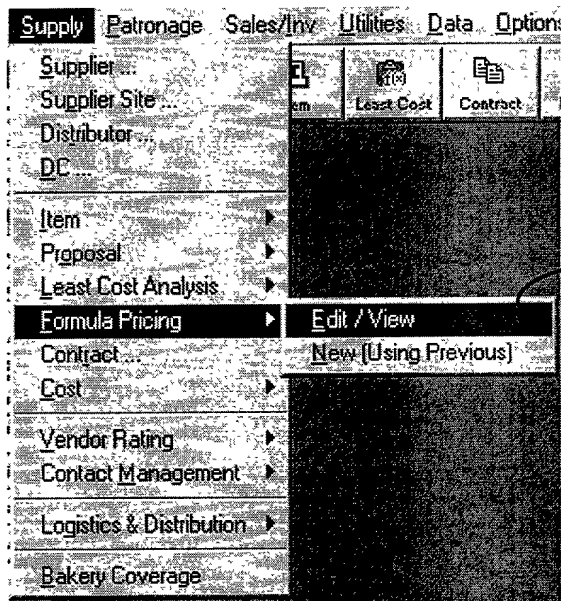 Supply Patronage Sales/Inv Utilities Data Options
Supplier ...
Supplier Site ...
Distributor ...
DC ...
Least Cost Contract
Item
Proposal
Least Cost Analysis
Formula Pricing
Edit / View
Contract ...
New (Using Previous)
Cost
Vendor Rating
Contact Management
Logistics & Distribution
Bakery Coverage